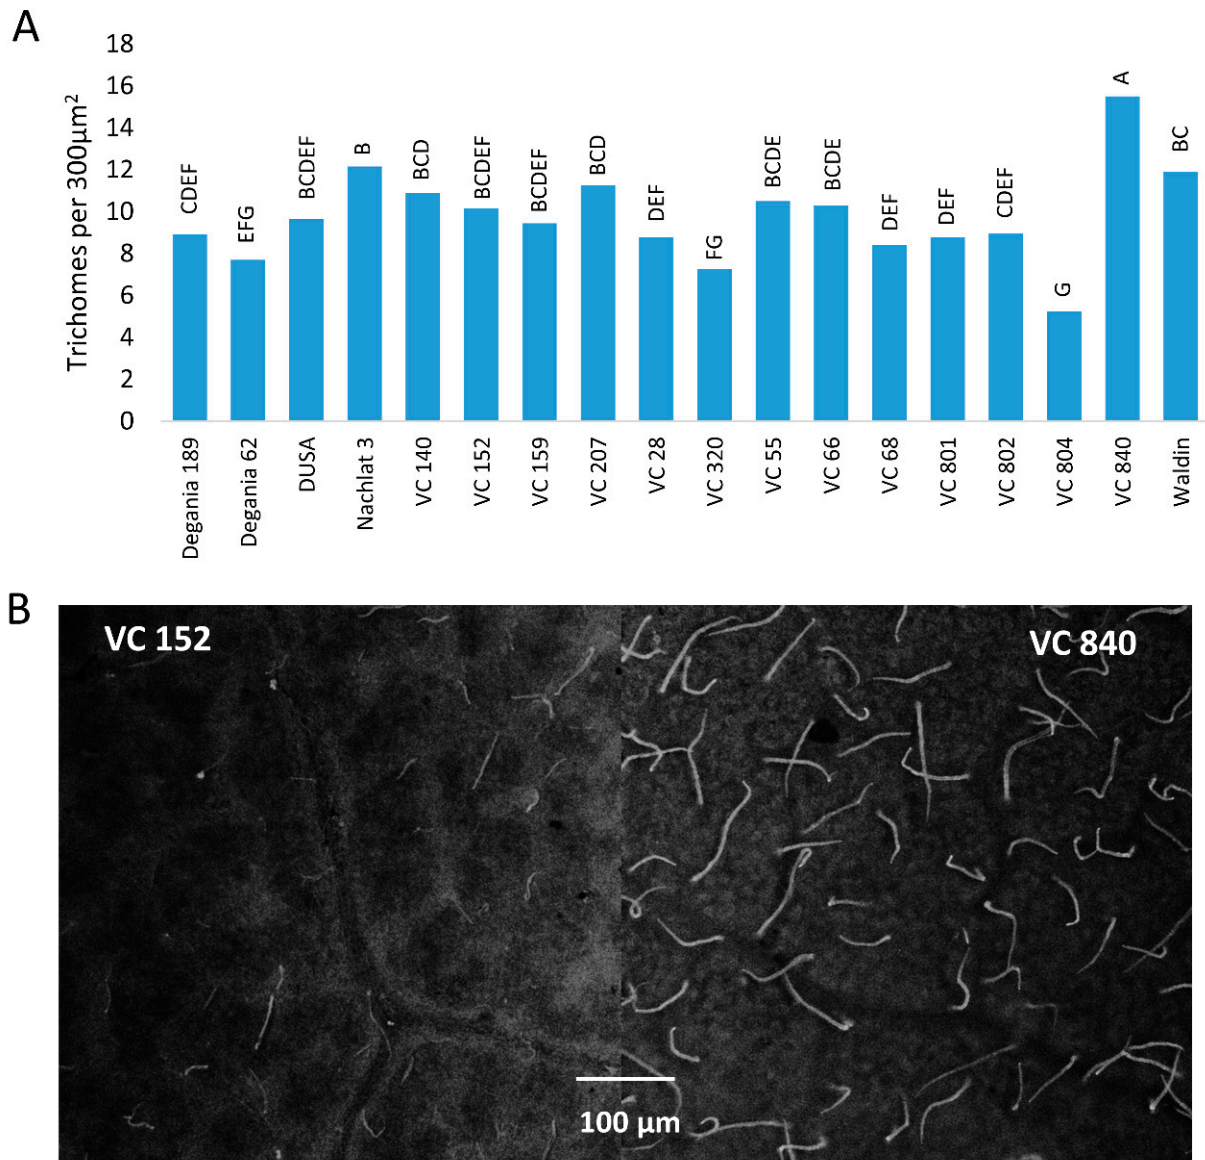 A
18
16
14
12
10
8
6
4
2
0
Trichomes per 300µm²
CDEF
EFG
BCDEF
B
BCD
BCDEF
BCDEF
BCD
DEF
FG
BCDE
BCDE
DEF
DEF
CDEF
G
A
BC
Degania 189
Degania 62
DUSA
Nachlat 3
VC 140
VC 152
VC 159
VC 207
VC 28
VC 320
VC 55
VC 66
VC 68
VC 801
VC 802
VC 804
VC 840
Waldin
B
VC 152
VC 840
100 µm